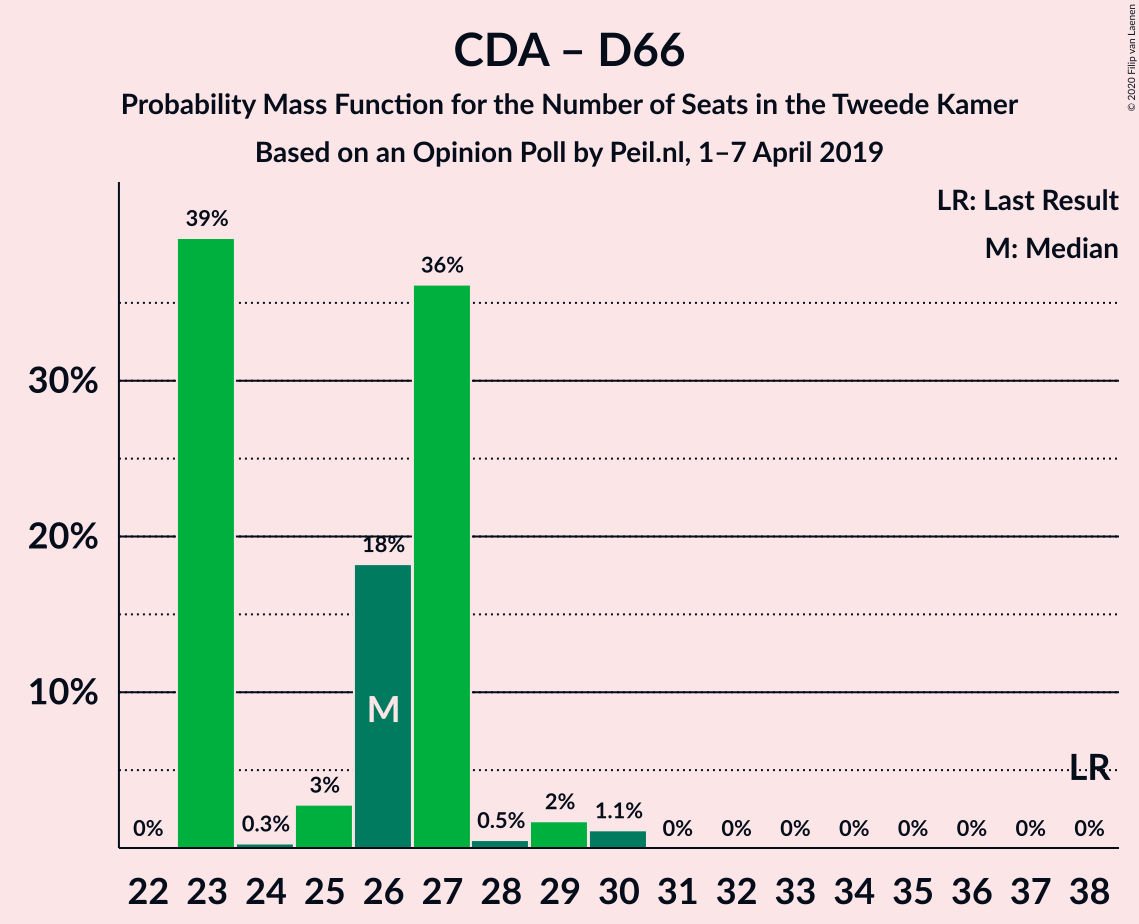 CDA – D66
Probability Mass Function for the Number of Seats in the Tweede Kamer
Based on an Opinion Poll by Peil.nl, 1–7 April 2019
© 2020 Filip van Laenen
LR: Last Result
M: Median
30%
20%
10%
0%
39%
0.3%
3%
18%
36%
0.5%
2%
1.1%
0%
0%
0%
0%
0%
0%
0%
0%
M
LR
22 23 24 25 26 27 28 29 30 31 32 33 34 35 36 37 38